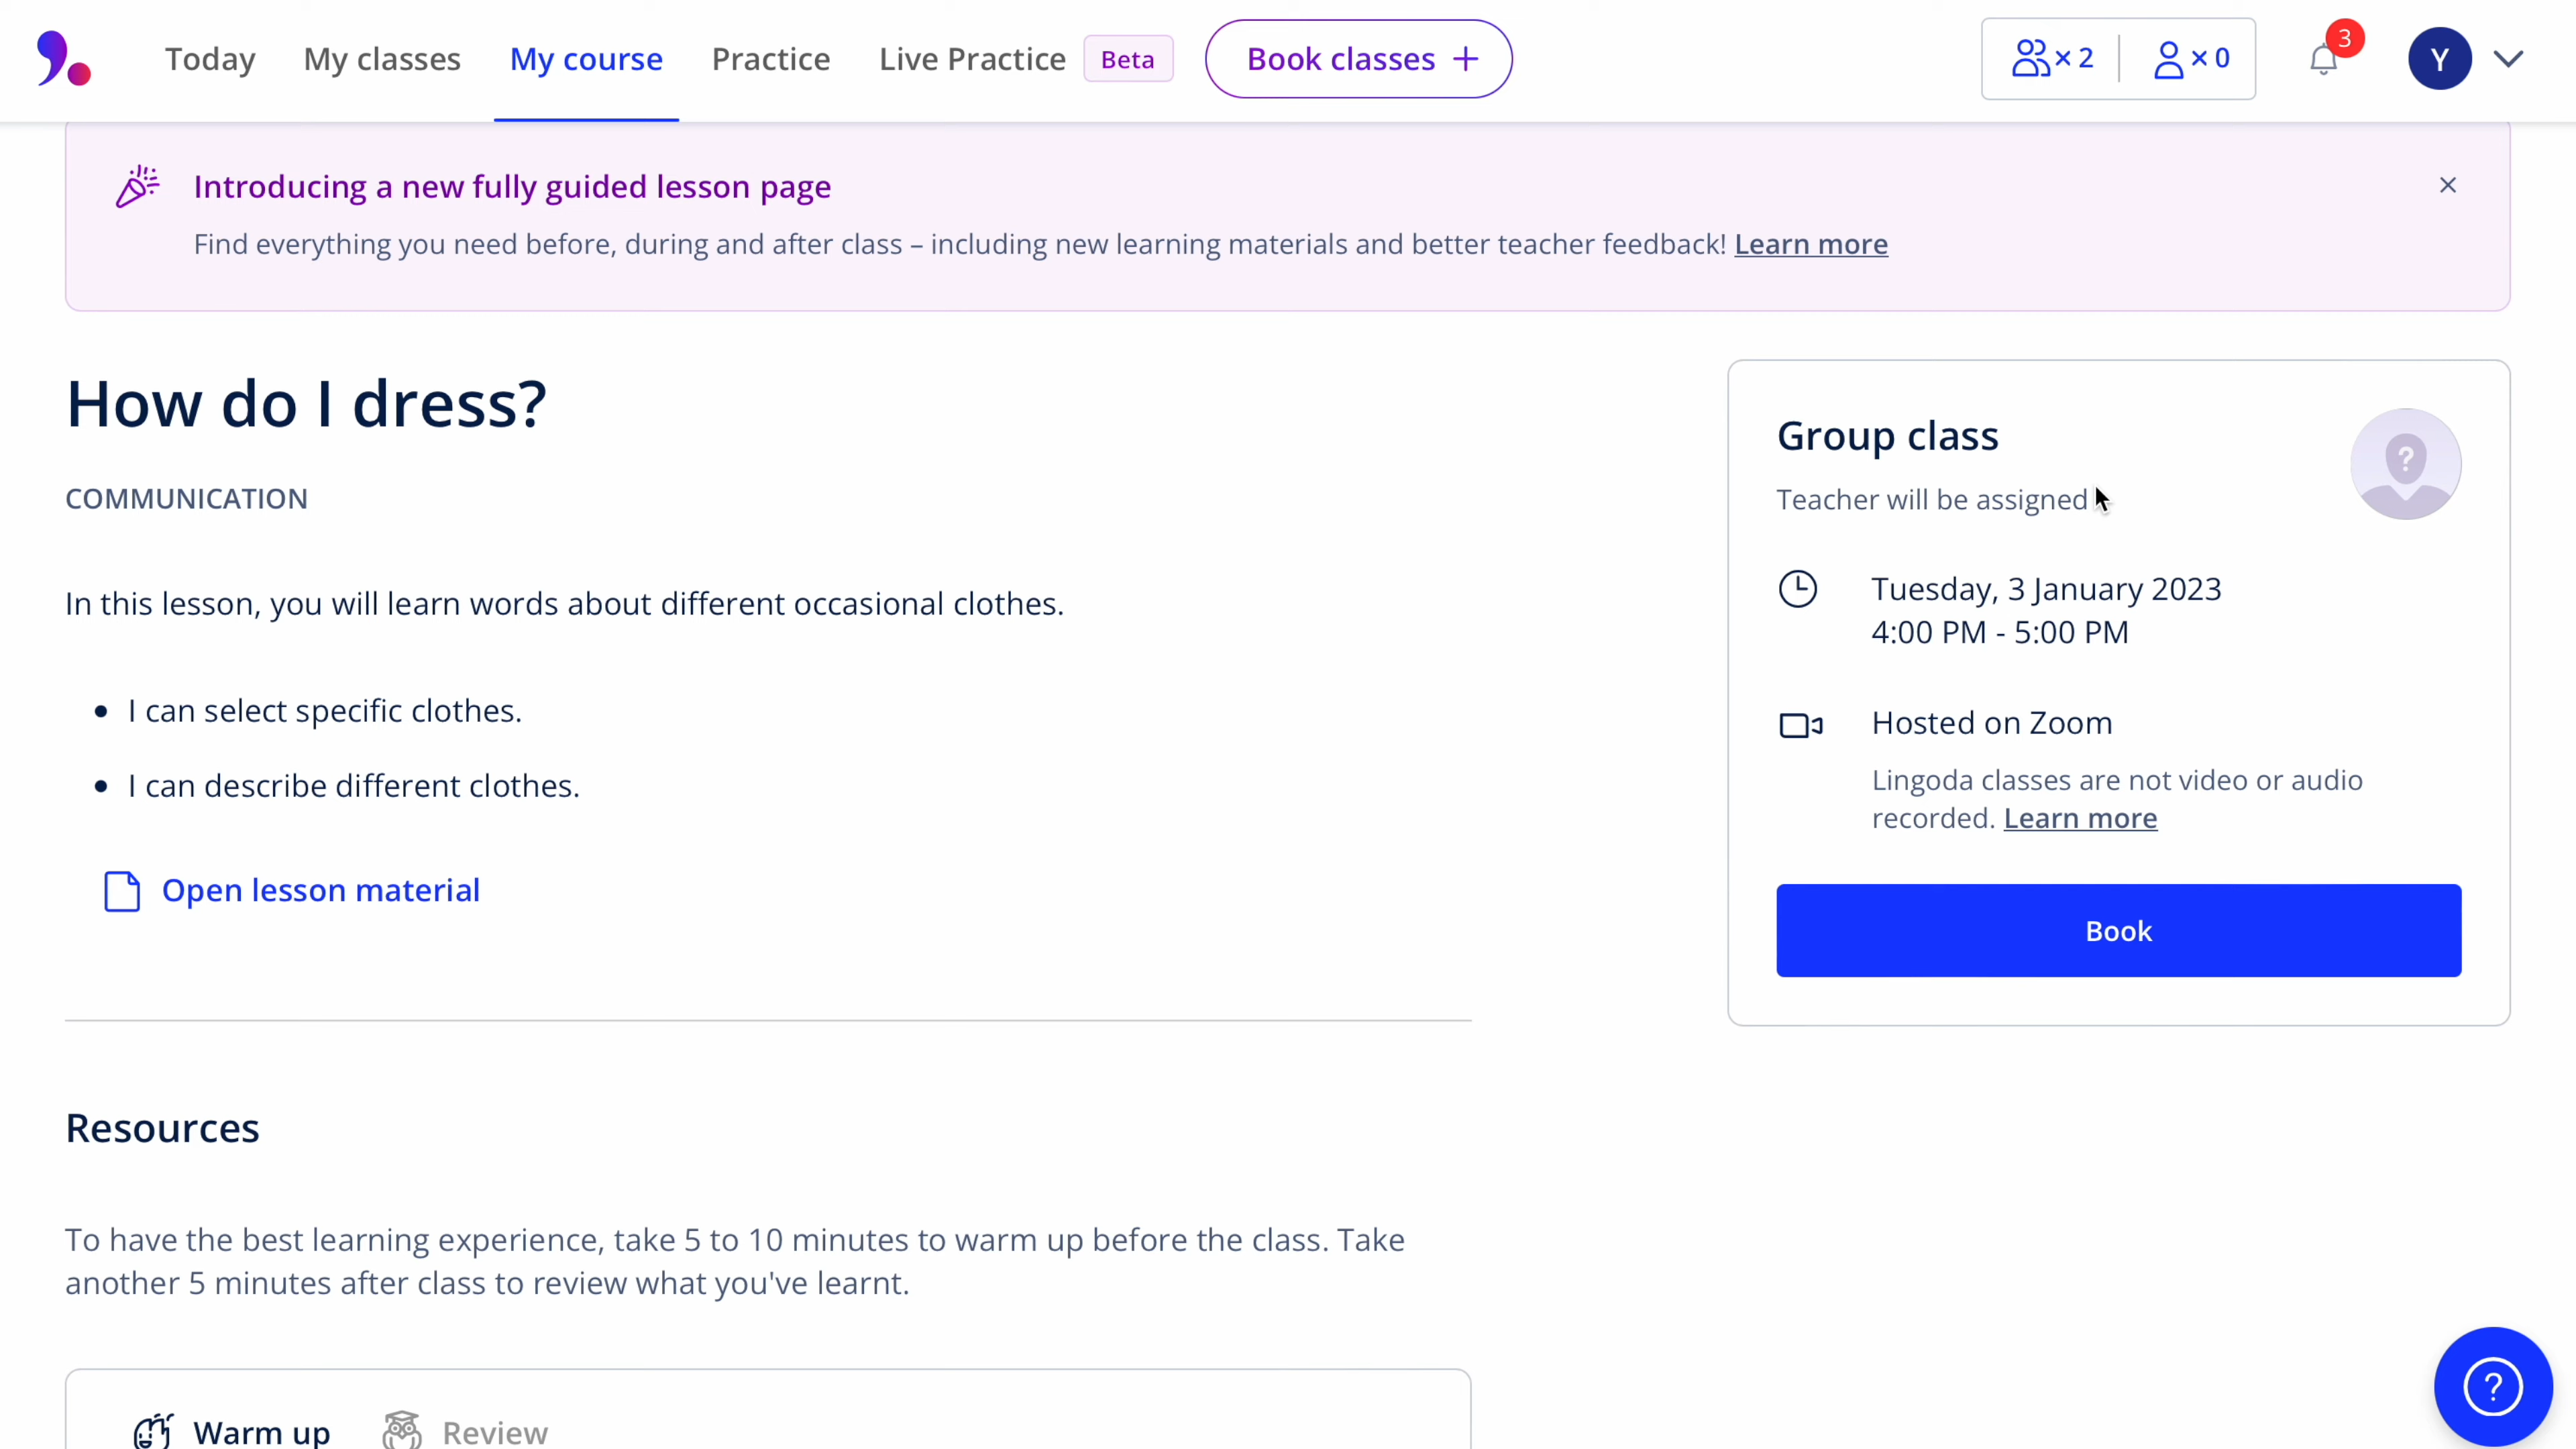 Today
My classes
My course
Practice
Live Practice
Beta
Book classes +
× 2
× 0
3
Y
Introducing a new fully guided lesson page
Find everything you need before, during and after class – including new learning materials and better teacher feedback! Learn more
How do I dress?
COMMUNICATION
In this lesson, you will learn words about different occasional clothes.
• I can select specific clothes.
• I can describe different clothes.
Open lesson material
Group class
Teacher will be assigned
?
Tuesday, 3 January 2023
4:00 PM - 5:00 PM
Hosted on Zoom
Lingoda classes are not video or audio
recorded. Learn more
Book
Resources
To have the best learning experience, take 5 to 10 minutes to warm up before the class. Take
another 5 minutes after class to review what you've learnt.
Warm up
Review
?